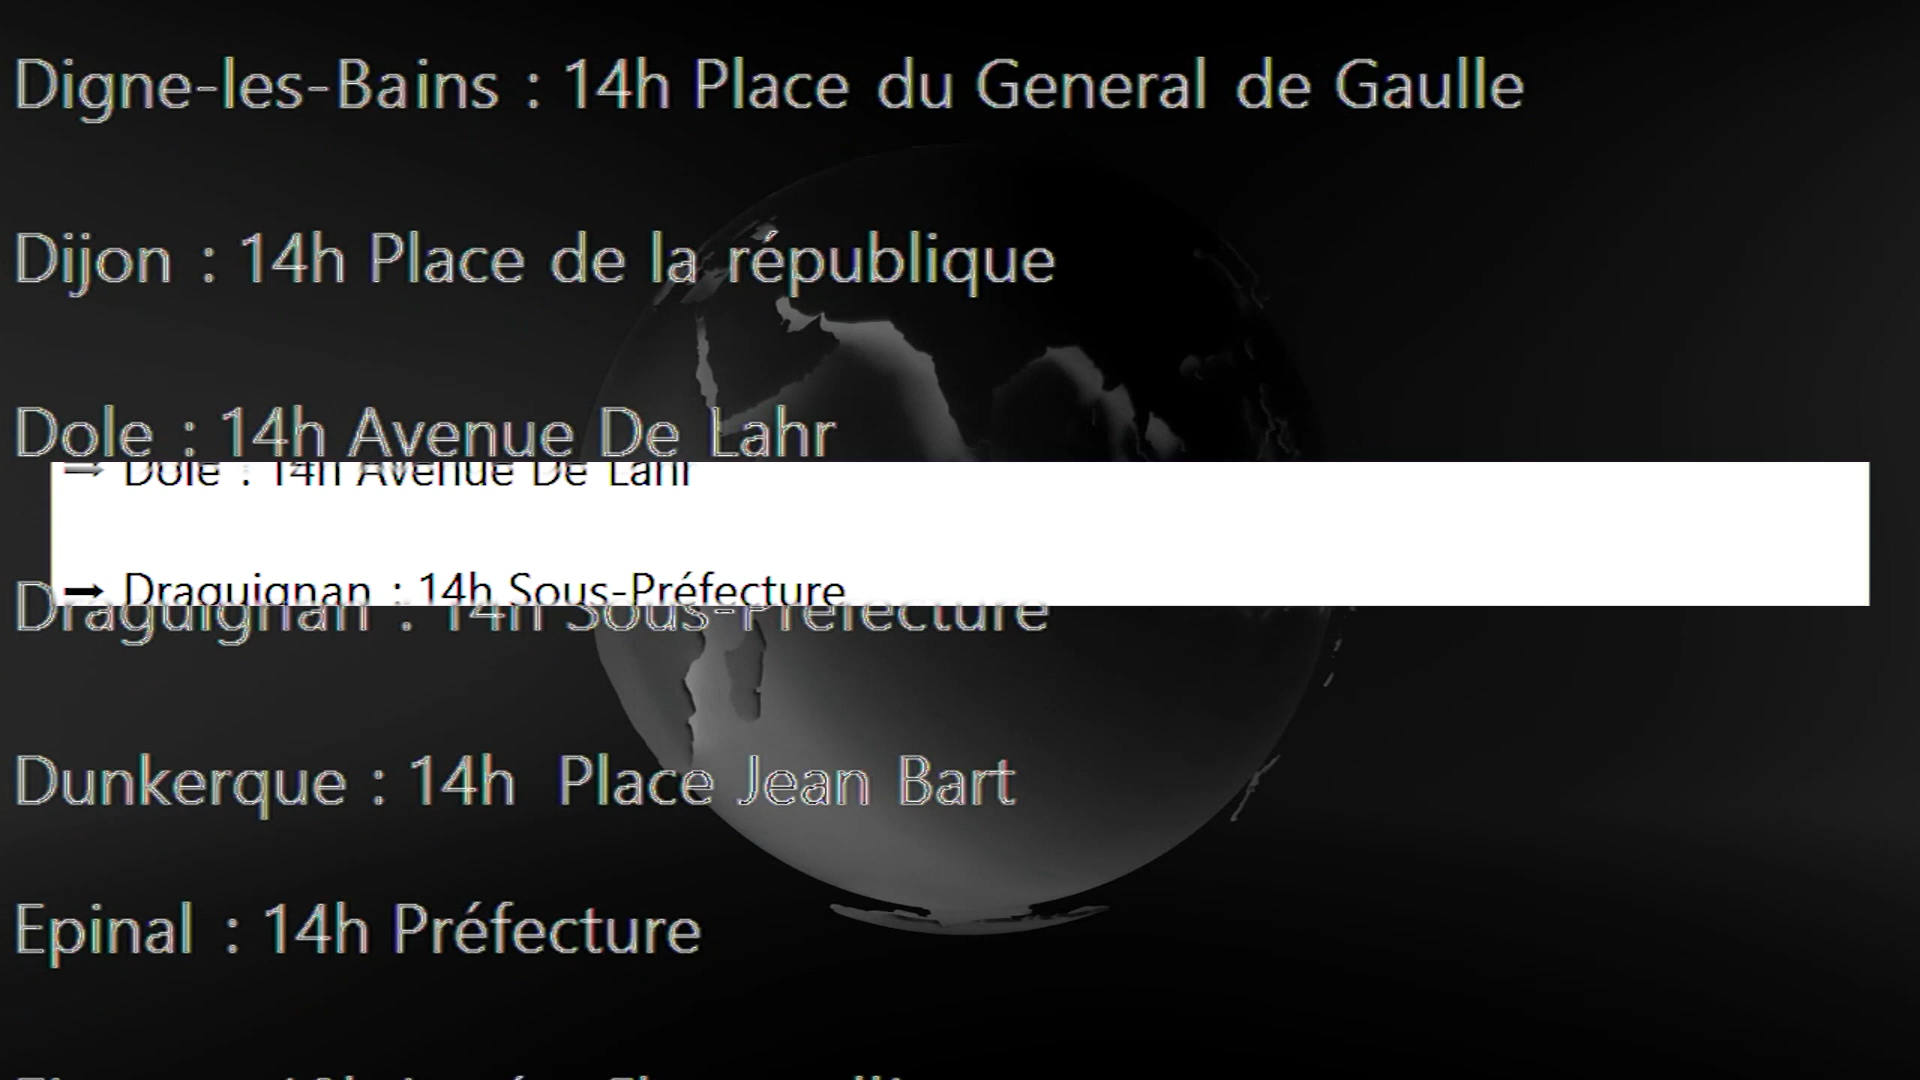 Digne-les-Bains : 14h Place du General de Gaulle
Dijon : 14h Place de la république
Dole : 14h Avenue De Lahr
➞ Dole : 14h Avenue De Lahr
➞ Draguignan : 14h Sous-Préfecture
Draguignan : 14h Sous-Préfecture
Dunkerque : 14h Place Jean Bart
Epinal : 14h Préfecture